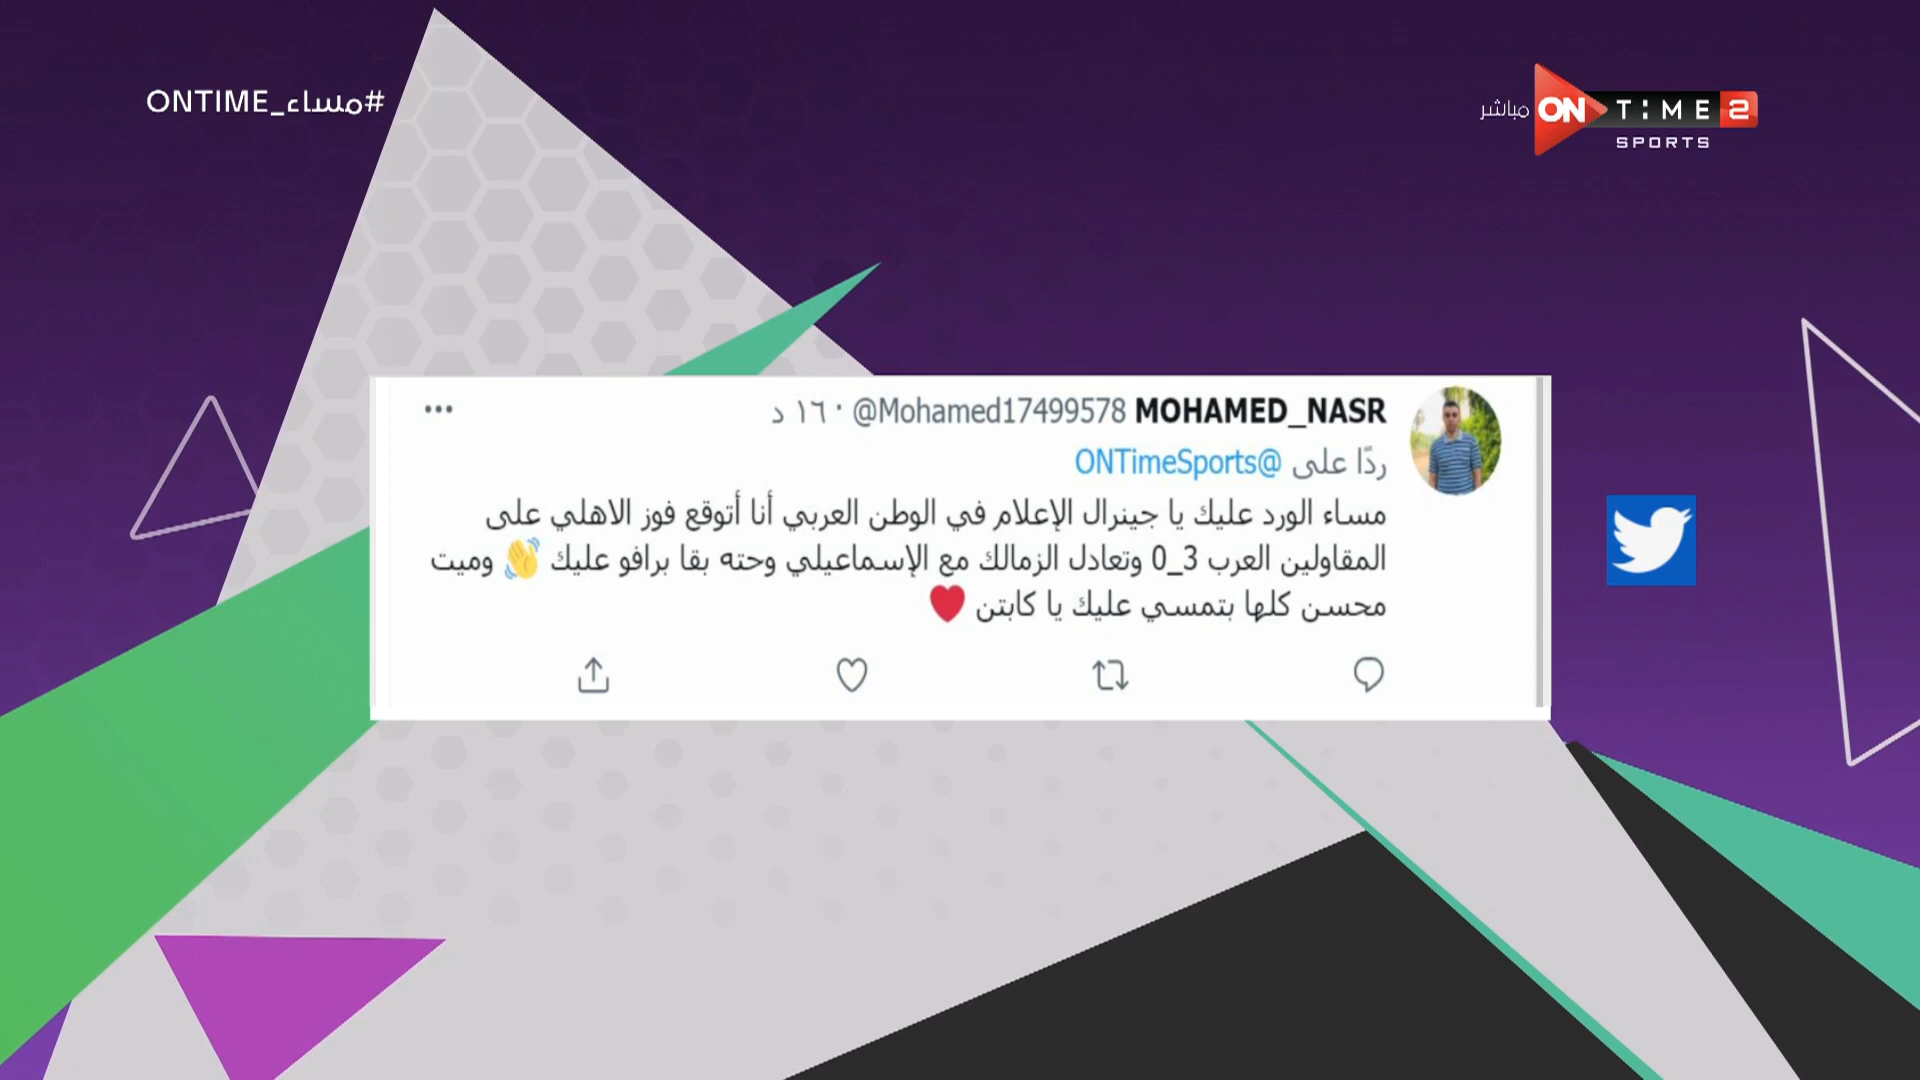 #مساء_ONTIME
مباشر
ON TIME 2
SPORTS
MOHAMED_NASR @Mohamed17499578 · ١٦ د
ردًا على @ONTimeSports
مساء الورد عليك يا جينرال الإعلام في الوطن العربي أنا أتوقع فوز الاهلي على
المقاولين العرب 3_0 وتعادل الزمالك مع الإسماعيلي وحته بقا برافو عليك 👋 وميت
محسن كلها بتمسي عليك يا كابتن ❤️